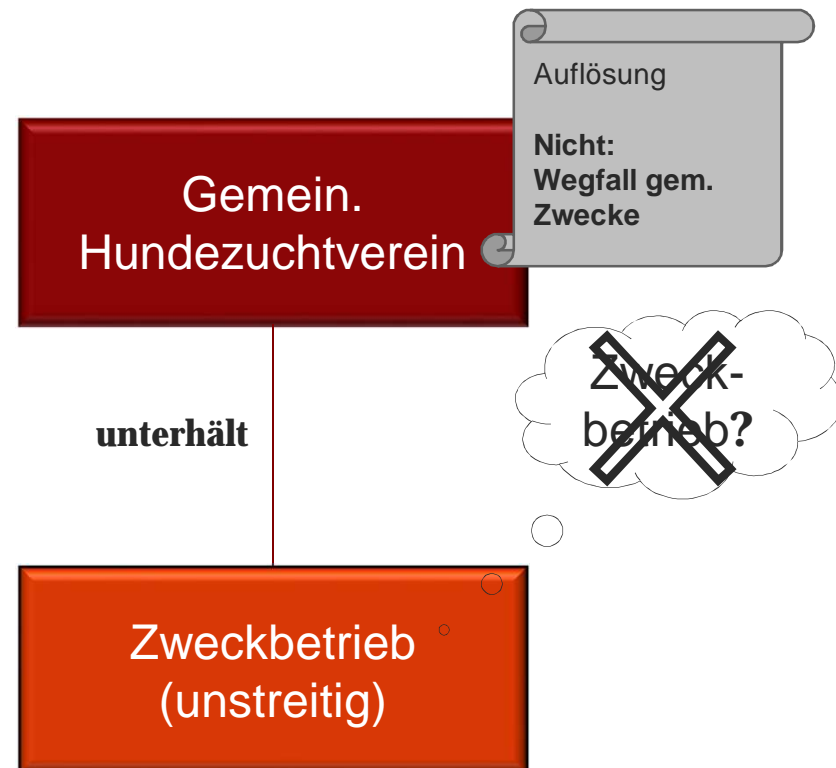 Auflösung
Nicht:
Wegfall gem.
Zwecke
Gemein.
Hundezuchtverein
Zweck-
betrieb?
unterhält
Zweckbetrieb
(unstreitig)